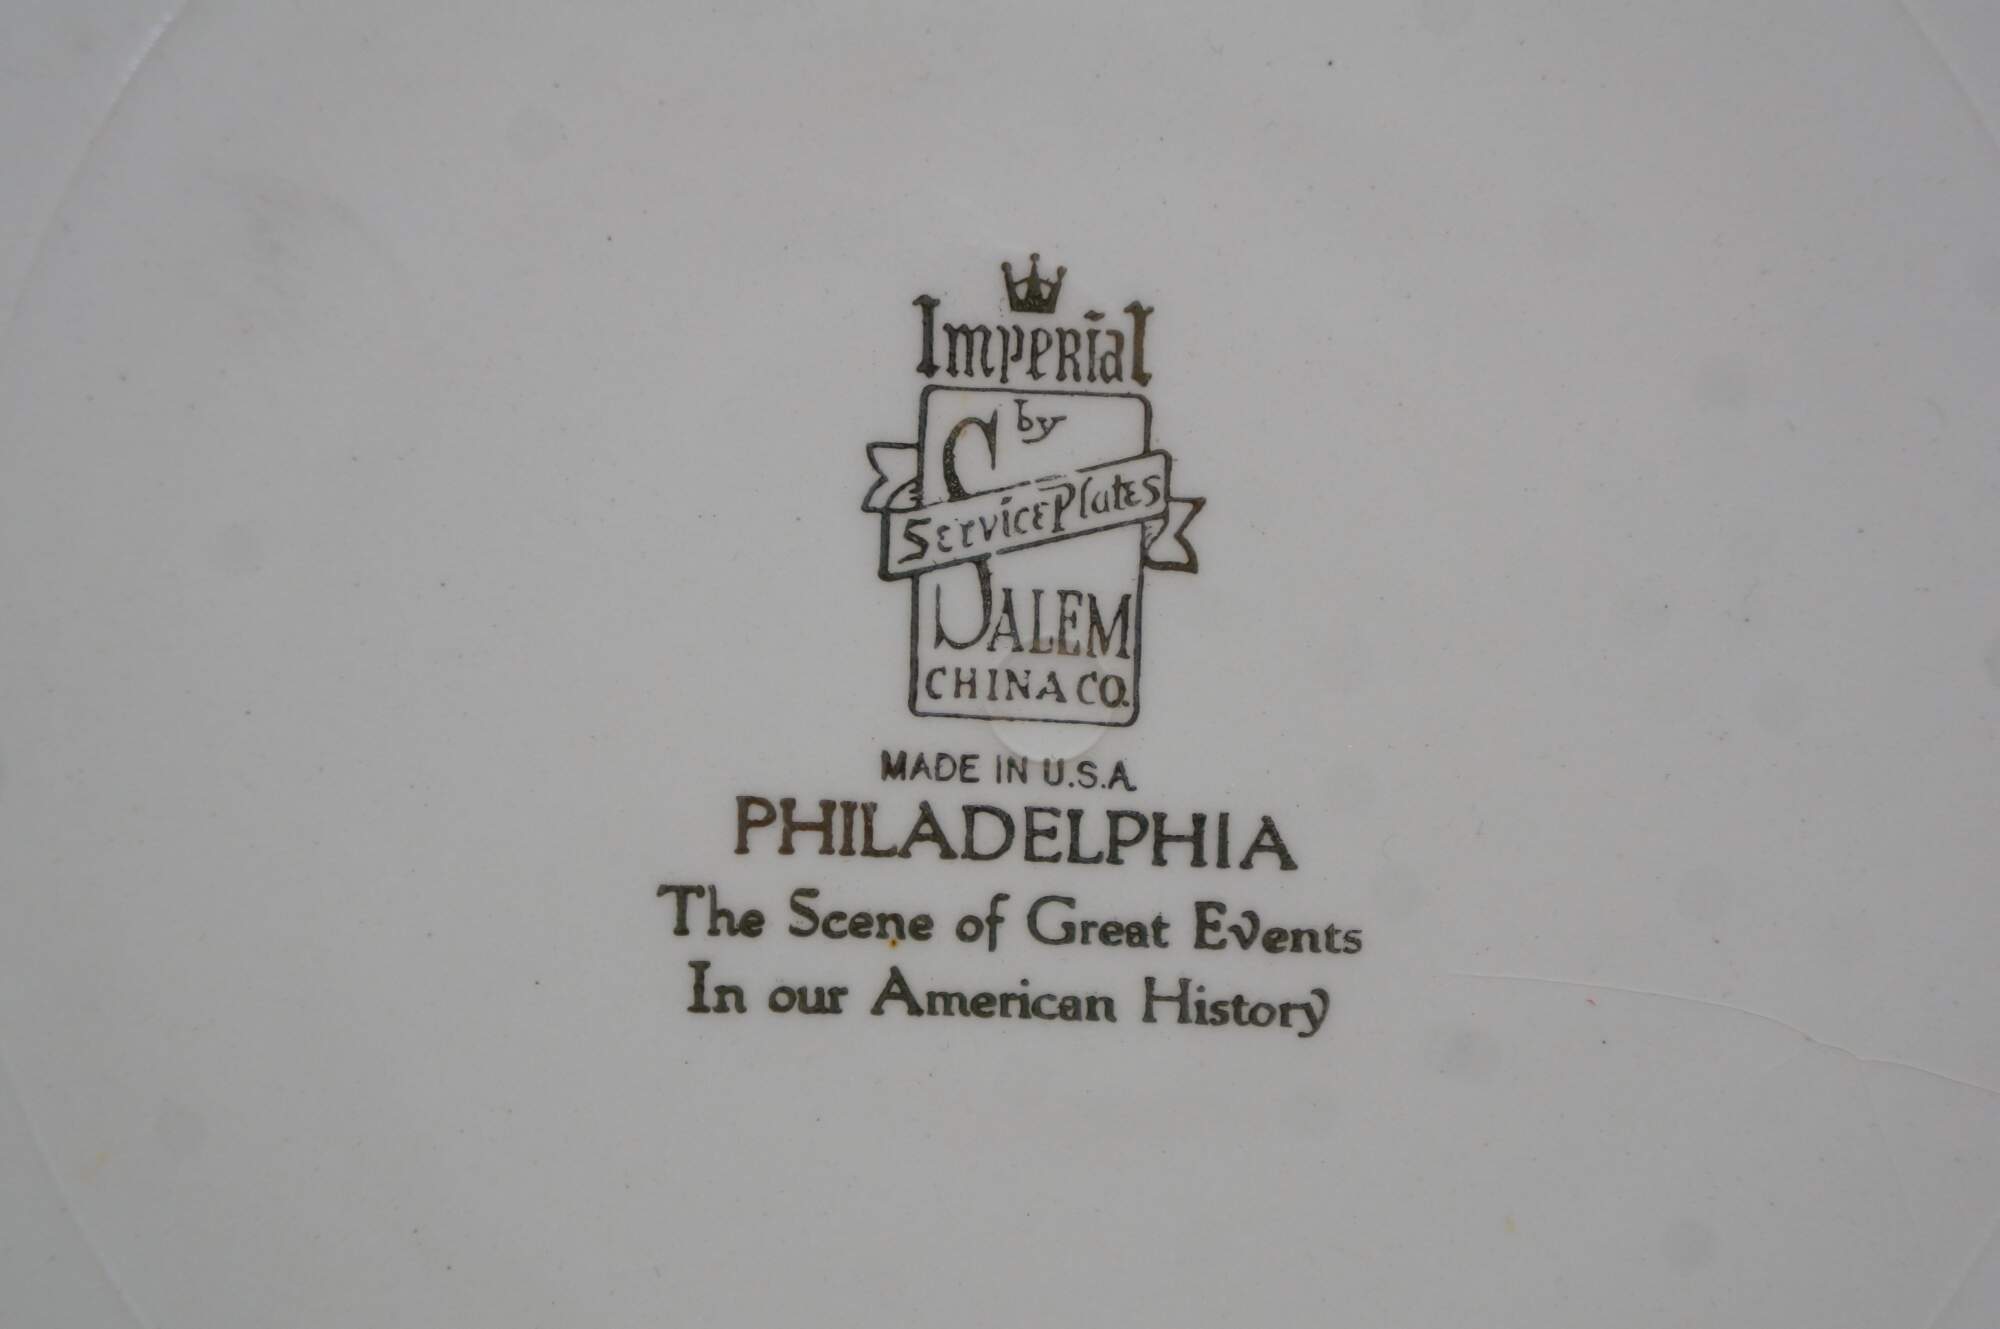 Imperial
by
Service Plates
SALEM
CHINA CO.
MADE IN U.S.A.
PHILADELPHIA
The Scene of Great Events
In our American History